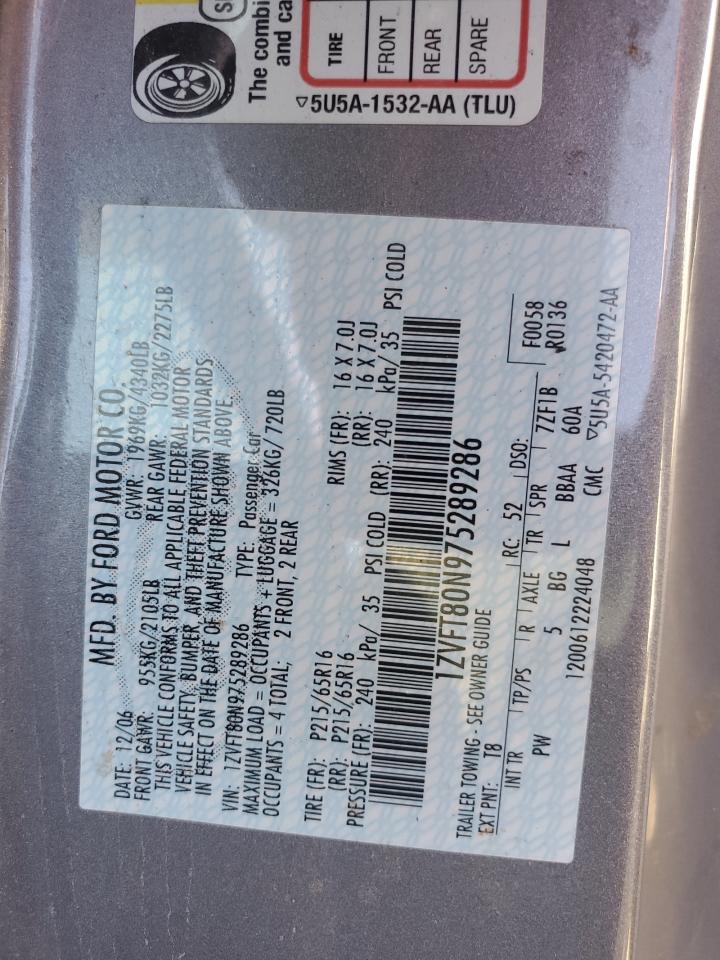 The combi
and ca
TIRE
FRONT
REAR
SPARE
5U5A-1532-AA (TLU)
MFD. BY FORD MOTOR CO.
DATE: 12/06 GVWR: 1969KG/4340LB
FRONT GAWR: 955KG/2105LB REAR GAWR: 1032KG/2275LB
THIS VEHICLE CONFORMS TO ALL APPLICABLE FEDERAL MOTOR
VEHICLE SAFETY, BUMPER, AND THEFT PREVENTION STANDARDS
IN EFFECT ON THE DATE OF MANUFACTURE SHOWN ABOVE.
VIN: 1ZVFT80N975289286 TYPE: Passenger Car
MAXIMUM LOAD = OCCUPANTS + LUGGAGE = 326KG/720LB
OCCUPANTS = 4 TOTAL; 2 FRONT, 2 REAR
TIRE (FR): P215/65R16 RIMS (FR): 16 X 7.0J
(RR): P215/65R16 (RR): 16 X 7.0J
PRESSURE (FR): 240 kPa/ 35 PSI COLD (RR): 240 kPa/ 35 PSI COLD
1ZVFT80N975289286
TRAILER TOWING - SEE OWNER GUIDE
EXT PNT: T8 RC: 52 DSO: F0058
R0136
INT TR TP/PS R AXLE TR SPR 7ZF1B
PW 5 BG L BBAA 60A
1200612224048 CMC 5U5A-5420472-AA